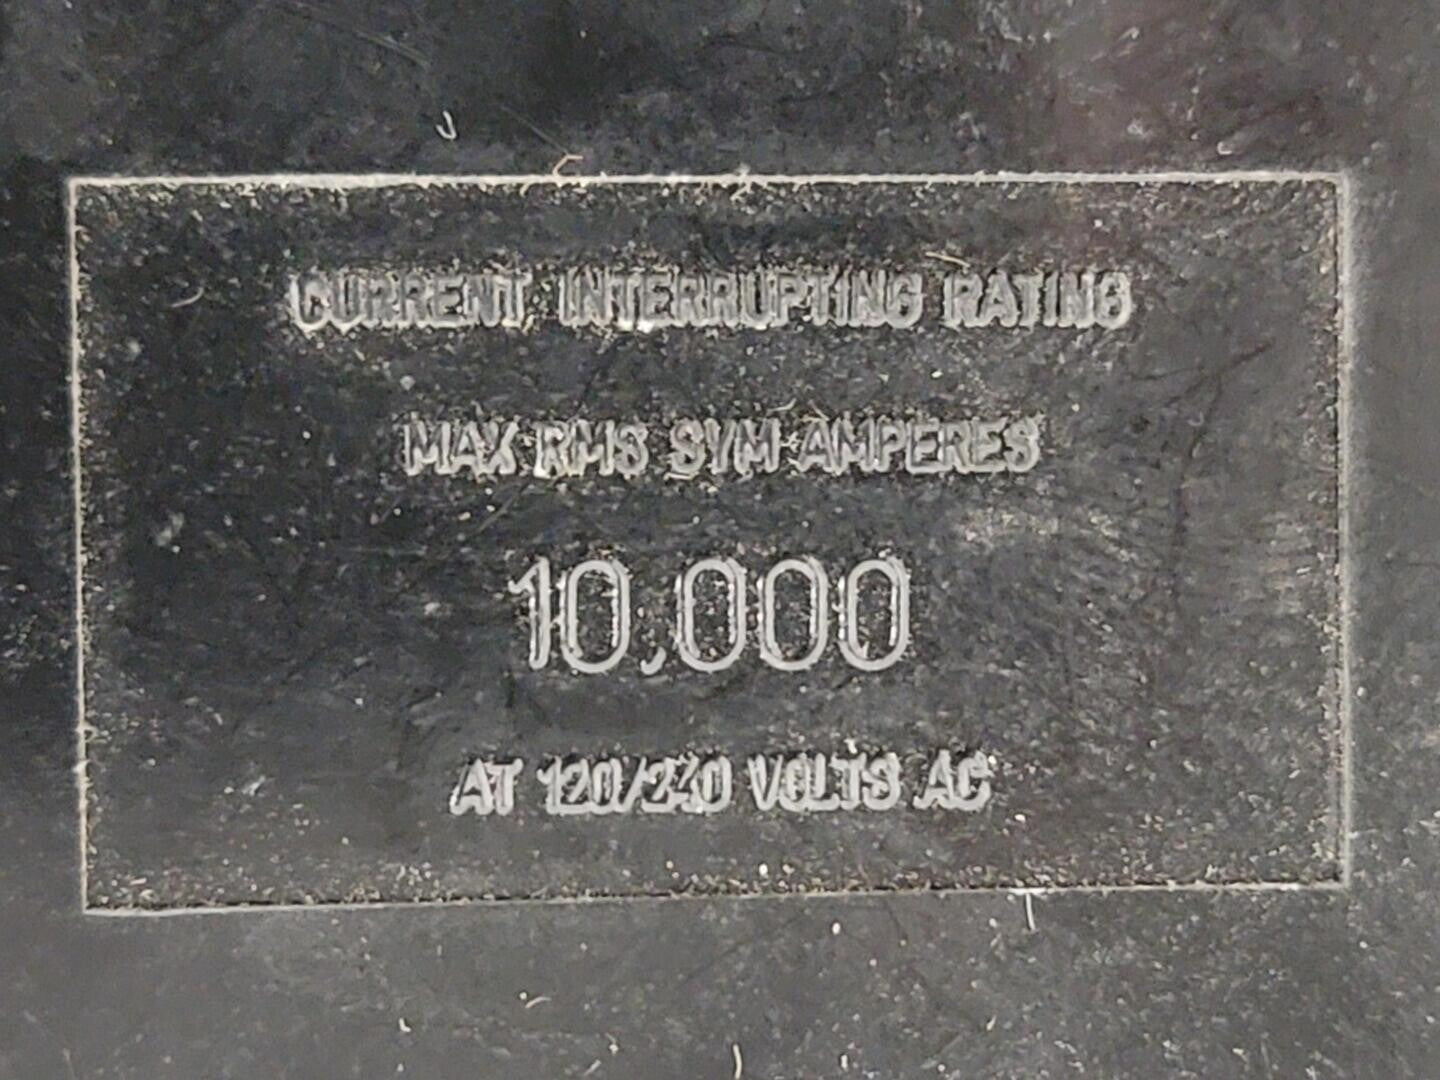 CURRENT INTERRUPTING RATING
MAX RMS SYM AMPERES
10,000
AT 120/240 VOLTS AC